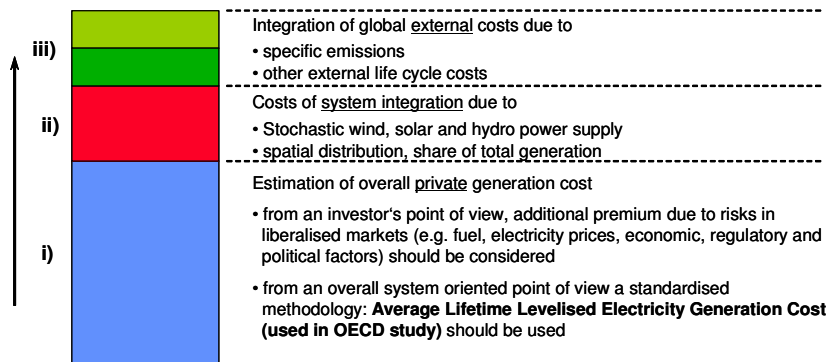 iii)
Integration of global external costs due to
• specific emissions
• other external life cycle costs
ii)
Costs of system integration due to
• Stochastic wind, solar and hydro power supply
• spatial distribution, share of total generation
i)
Estimation of overall private generation cost
• from an investor‘s point of view, additional premium due to risks in
liberalised markets (e.g. fuel, electricity prices, economic, regulatory and
political factors) should be considered
• from an overall system oriented point of view a standardised
methodology: Average Lifetime Levelised Electricity Generation Cost
(used in OECD study) should be used